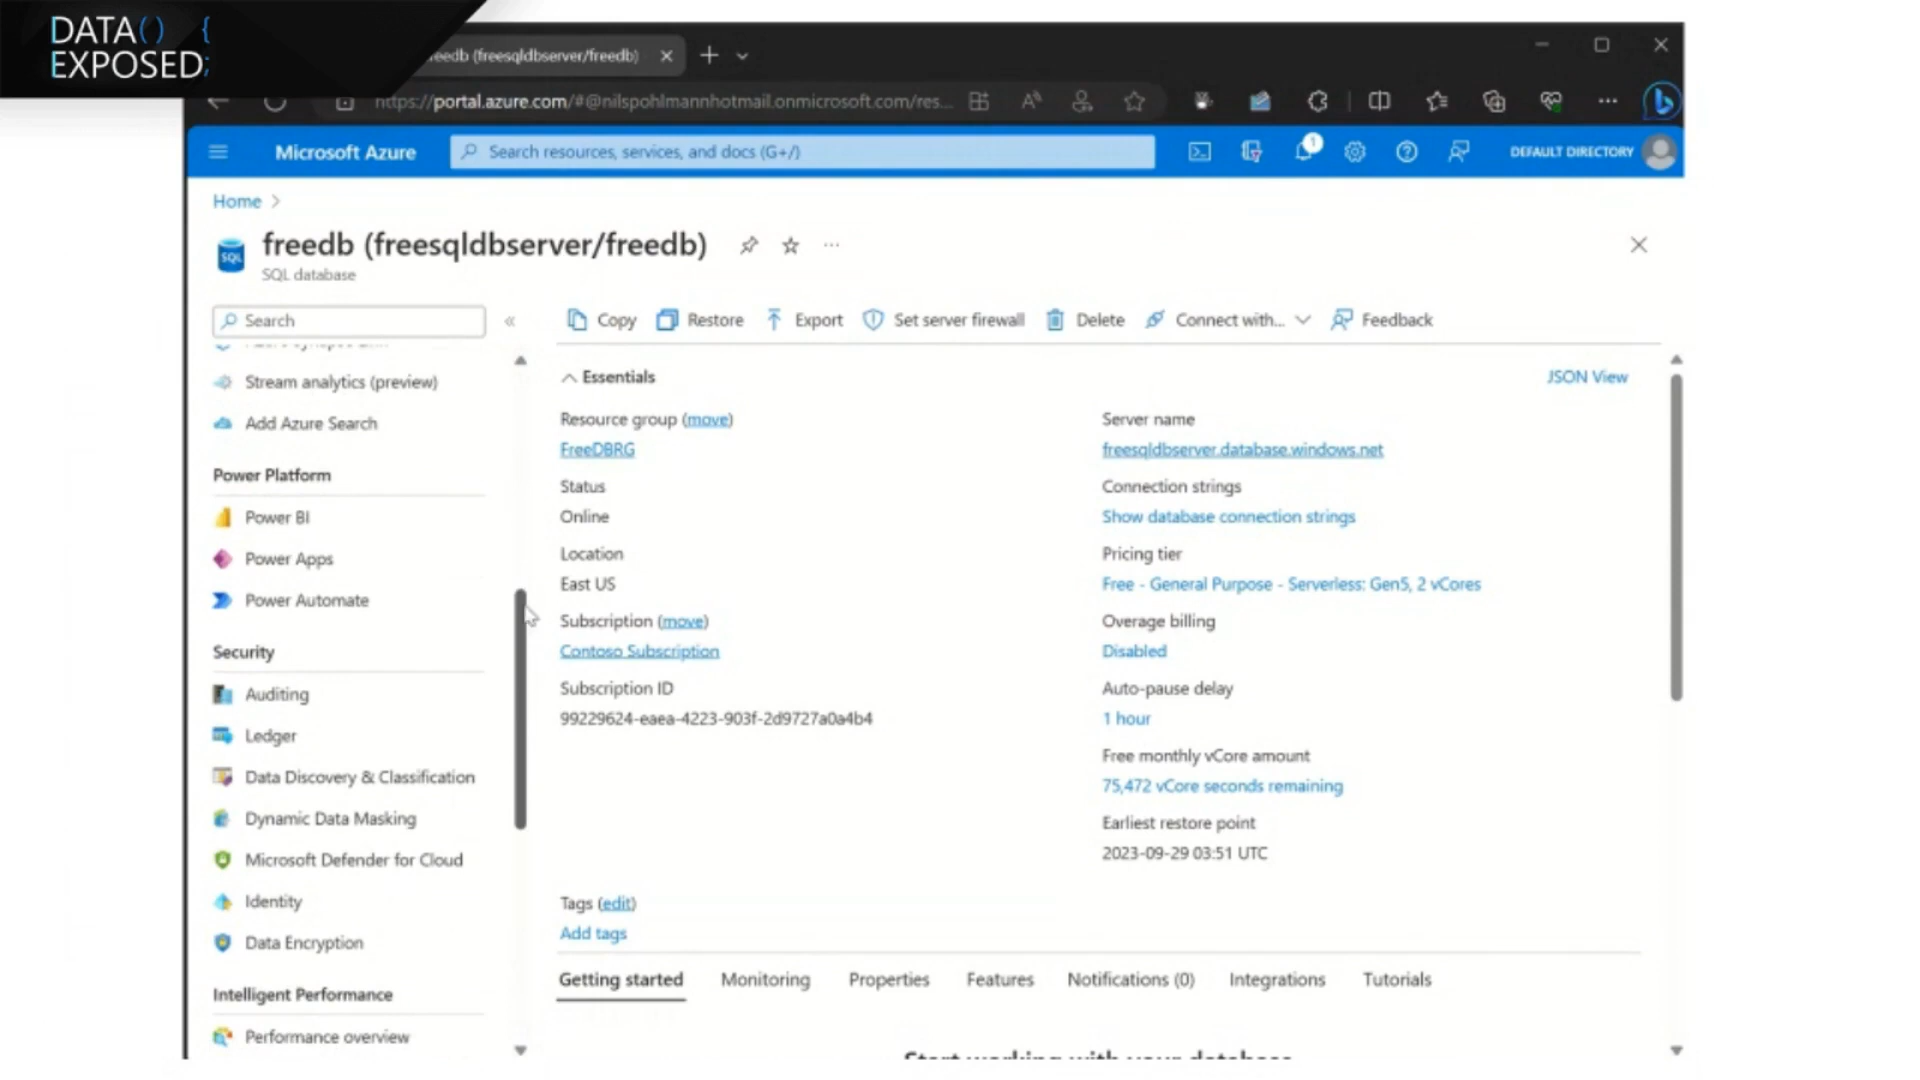 DATA() {
EXPOSED;
reedb (freesqldbserver/freedb)
https://portal.azure.com/#@nilspohlmannhotmail.onmicrosoft.com/res...
Microsoft Azure
Search resources, services, and docs (G+/)
1
DEFAULT DIRECTORY
Home
freedb (freesqldbserver/freedb)
SQL
SQL database
Search
Copy
Restore
Export
Set server firewall
Delete
Connect with...
Feedback
Stream analytics (preview)
Add Azure Search
Power Platform
Power BI
Power Apps
Power Automate
Security
Auditing
Ledger
Data Discovery & Classification
Dynamic Data Masking
Microsoft Defender for Cloud
Identity
Data Encryption
Intelligent Performance
Performance overview
Essentials
JSON View
Resource group (move)
FreeDBRG
Status
Online
Location
East US
Subscription (move)
Contoso Subscription
Subscription ID
99229624-eaea-4223-903f-2d9727a0a4b4
Server name
freesqldbserver.database.windows.net
Connection strings
Show database connection strings
Pricing tier
Free - General Purpose - Serverless: Gen5, 2 vCores
Overage billing
Disabled
Auto-pause delay
1 hour
Free monthly vCore amount
75,472 vCore seconds remaining
Earliest restore point
2023-09-29 03:51 UTC
Tags (edit)
Add tags
Getting started
Monitoring
Properties
Features
Notifications (0)
Integrations
Tutorials
Start working with your database